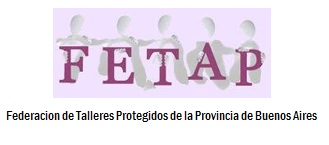 FETAP
Federacion de Talleres Protegidos de la Provincia de Buenos Aires